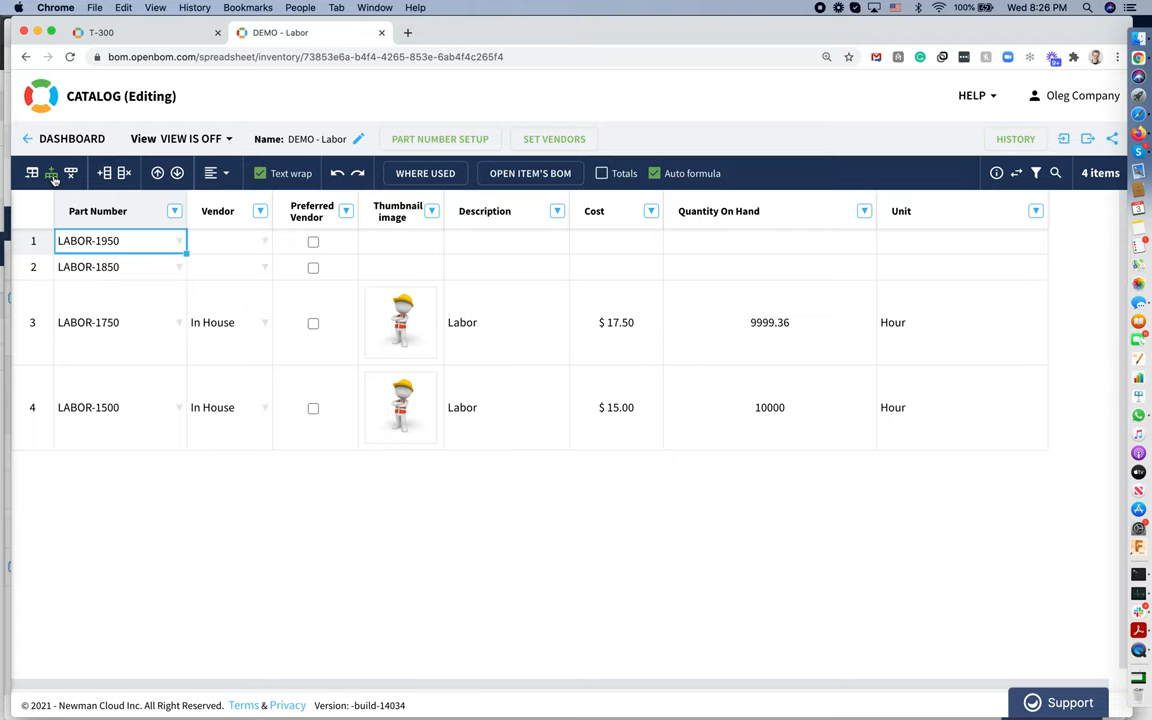 Chrome File Edit View History Bookmarks People Tab Window Help 100% Wed 8:26 PM
T-300 DEMO - Labor
bom.openbom.com/spreadsheet/inventory/73853e6a-b4f4-4265-853e-6ab4f4c265f4
CATALOG (Editing) HELP Oleg Company
DASHBOARD View VIEW IS OFF Name: DEMO - Labor PART NUMBER SETUP SET VENDORS HISTORY
Text wrap WHERE USED OPEN ITEM'S BOM Totals Auto formula 4 items
Part Number Vendor Preferred Vendor Thumbnail image Description Cost Quantity On Hand Unit
1 LABOR-1950
2 LABOR-1850
3 LABOR-1750 In House Labor $ 17.50 9999.36 Hour
4 LABOR-1500 In House Labor $ 15.00 10000 Hour
© 2021 - Newman Cloud Inc. All Right Reserved. Terms & Privacy Version: -build-14034
Support